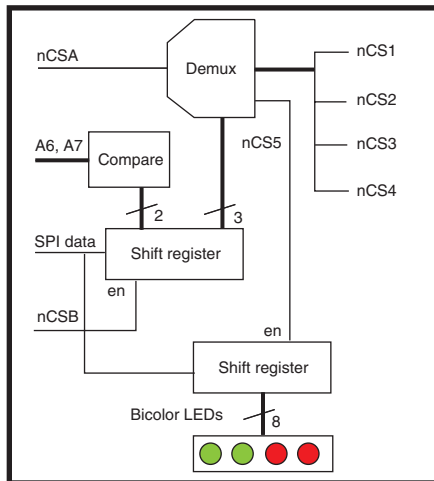 nCSA
Demux
nCS1
nCS2
nCS3
nCS4
nCS5
A6, A7
Compare
2
3
SPI data
Shift register
en
nCSB
en
Shift register
Bicolor LEDs
8